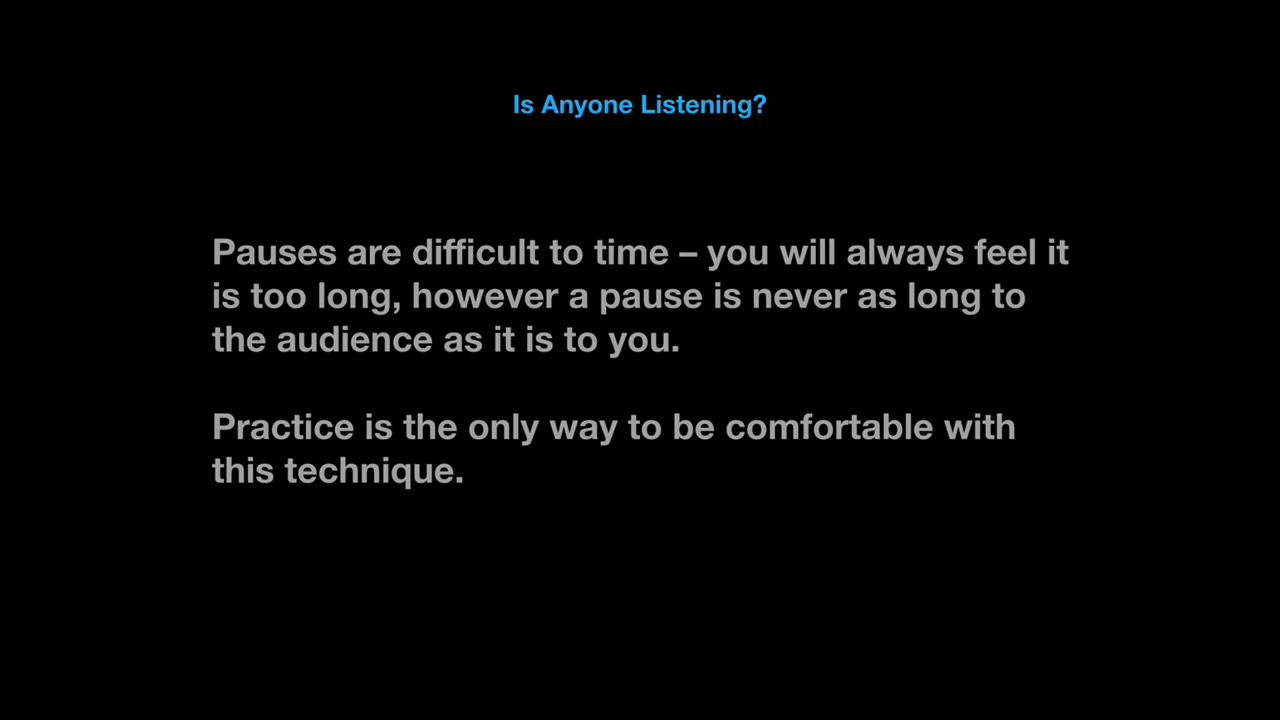 Is Anyone Listening?
Pauses are difficult to time – you will always feel it
is too long, however a pause is never as long to
the audience as it is to you.
Practice is the only way to be comfortable with
this technique.